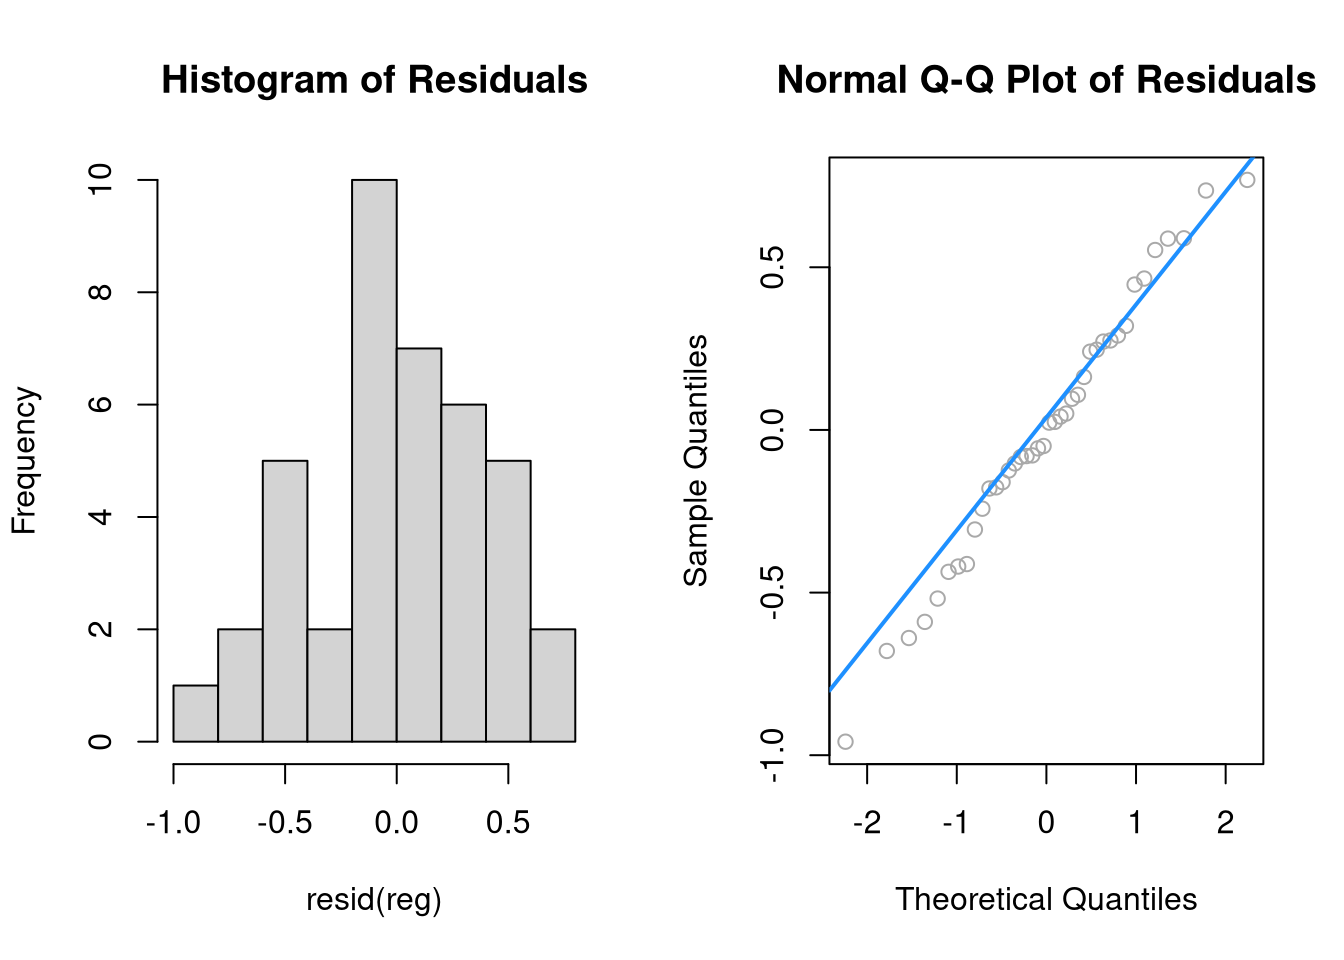 Histogram of Residuals
Frequency
0
2
4
6
8
10
-1.0 -0.5 0.0 0.5
resid(reg)
Normal Q-Q Plot of Residuals
Sample Quantiles
-1.0
-0.5
0.0
0.5
-2 -1 0 1 2
Theoretical Quantiles